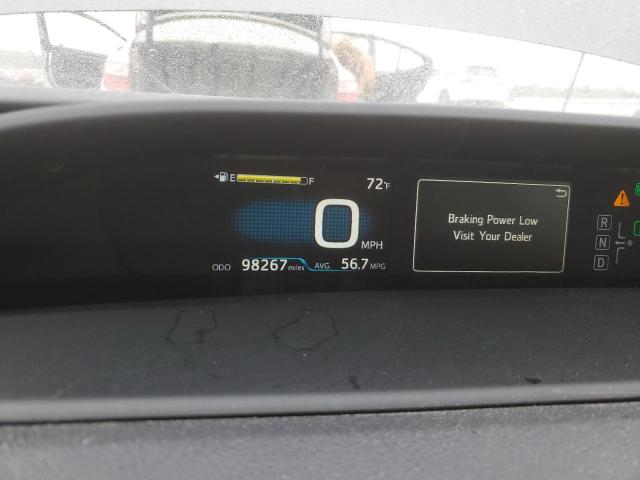 E F
72°F
0 MPH
ODO 98267 miles AVG. 56.7 MPG
Braking Power Low
Visit Your Dealer
R
N
D